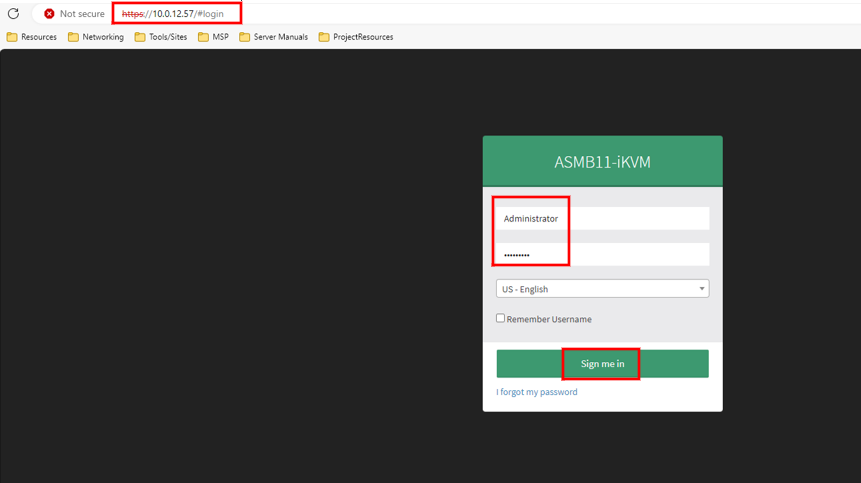 Not secure https://10.0.12.57/#login
Resources Networking Tools/Sites MSP Server Manuals ProjectResources
ASMB11-iKVM
Administrator
•••••••••
US - English
Remember Username
Sign me in
I forgot my password